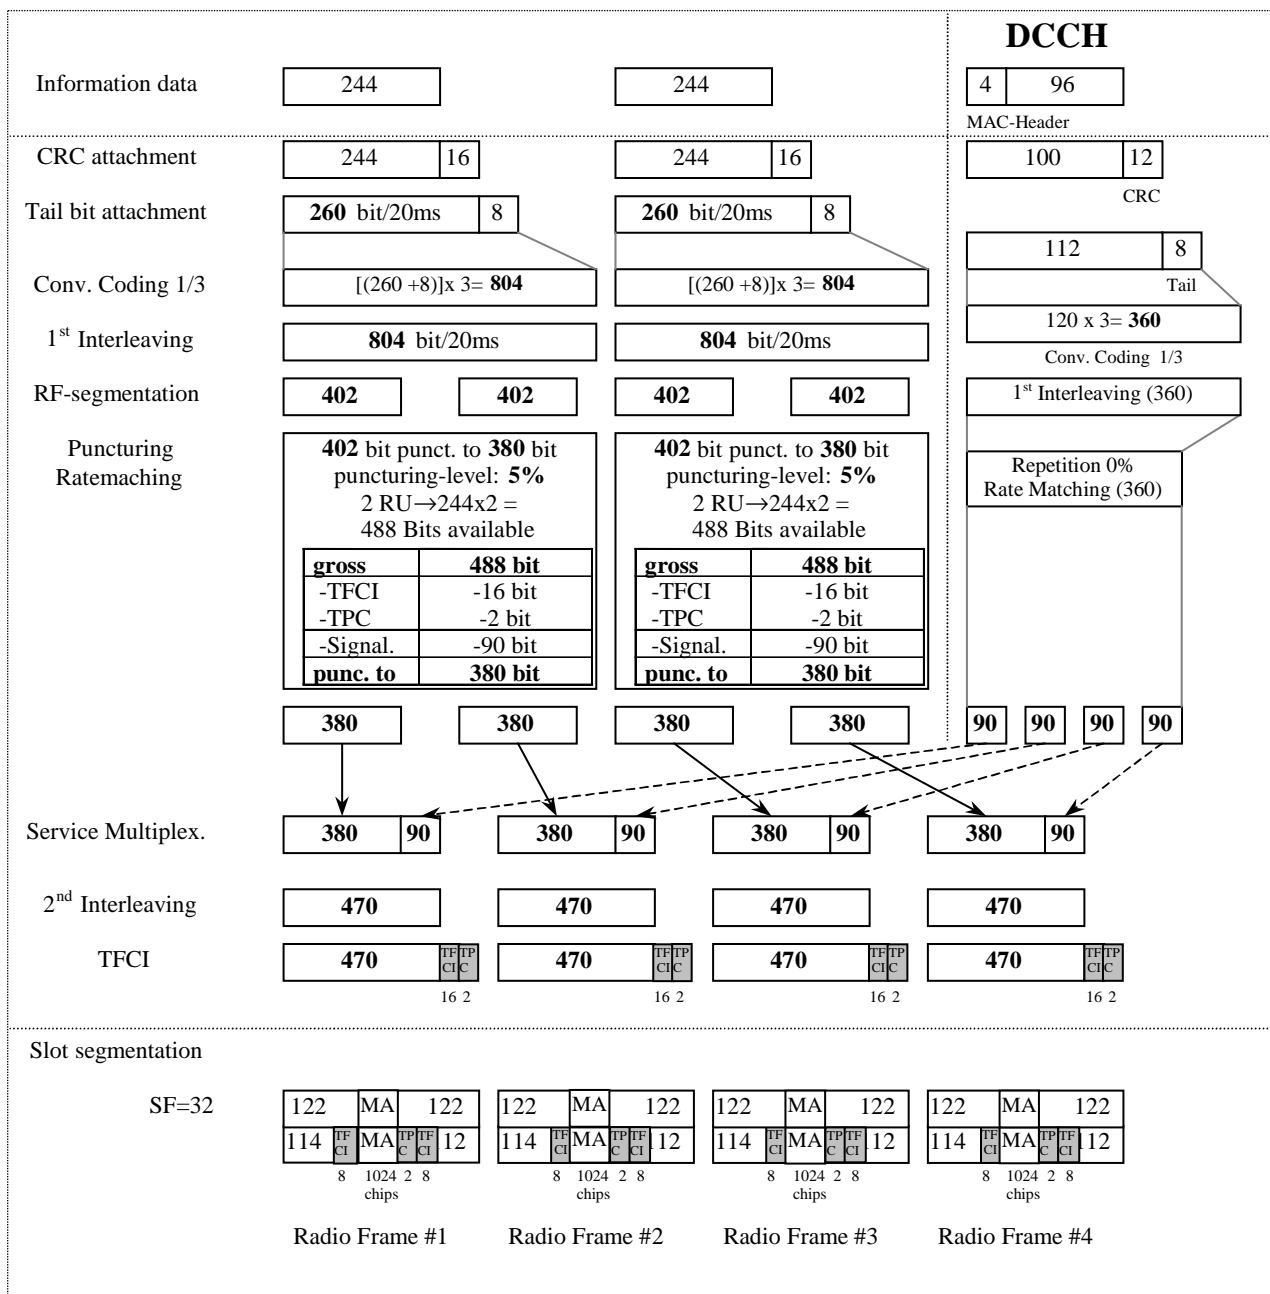 DCCH
Information data 244 244 4 96
MAC-Header
CRC attachment 244 16 244 16 100 12
CRC
Tail bit attachment 260 bit/20ms 8 260 bit/20ms 8
112 8
Tail
Conv. Coding 1/3 [(260 +8)]x 3= 804 [(260 +8)]x 3= 804
120 x 3= 360
Conv. Coding 1/3
1st Interleaving 804 bit/20ms 804 bit/20ms
RF-segmentation 402 402 402 402 1st Interleaving (360)
Puncturing
Ratemaching
402 bit punct. to 380 bit
puncturing-level: 5%
2 RU→244x2 =
488 Bits available
gross 488 bit
-TFCI -16 bit
-TPC -2 bit
-Signal. -90 bit
punc. to 380 bit
402 bit punct. to 380 bit
puncturing-level: 5%
2 RU→244x2 =
488 Bits available
gross 488 bit
-TFCI -16 bit
-TPC -2 bit
-Signal. -90 bit
punc. to 380 bit
Repetition 0%
Rate Matching (360)
380 380 380 380 90 90 90 90
Service Multiplex. 380 90 380 90 380 90 380 90
2nd Interleaving 470 470 470 470
TFCI 470 TF CI TP C 470 TF CI TP C 470 TF CI TP C 470 TF CI TP C
16 2 16 2 16 2 16 2
Slot segmentation
SF=32 122 MA 122 122 MA 122 122 MA 122 122 MA 122
114 TF CI MA TP C TF CI 12 114 TF CI MA TP C TF CI 112 114 TF CI MA TP C TF CI 112 114 TF CI MA TP C TF CI 12
8 1024 2 8 8 1024 2 8 8 1024 2 8 8 1024 2 8
chips chips chips chips
Radio Frame #1 Radio Frame #2 Radio Frame #3 Radio Frame #4